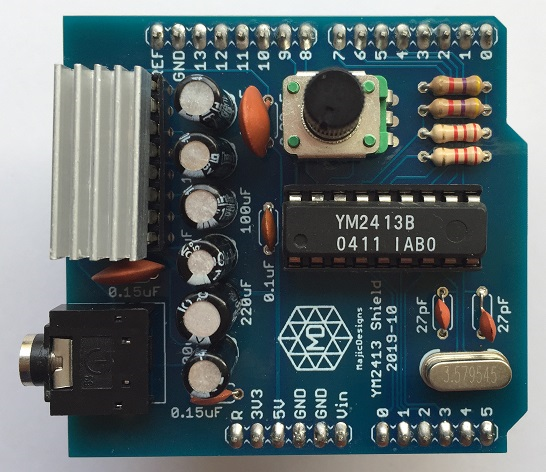 REF
GND
13
12
11
10
9
8
7
6
5
4
3
2
1
0
100uF
YM2413B
0411 IAB0
0.15uF
0.1uF
220uF
27pF
27pF
MajicDesigns
YM2413 Shield
2019-10
3.579545
0.15uF
R
3V3
5V
GND
GND
Vin
0
1
2
3
4
5